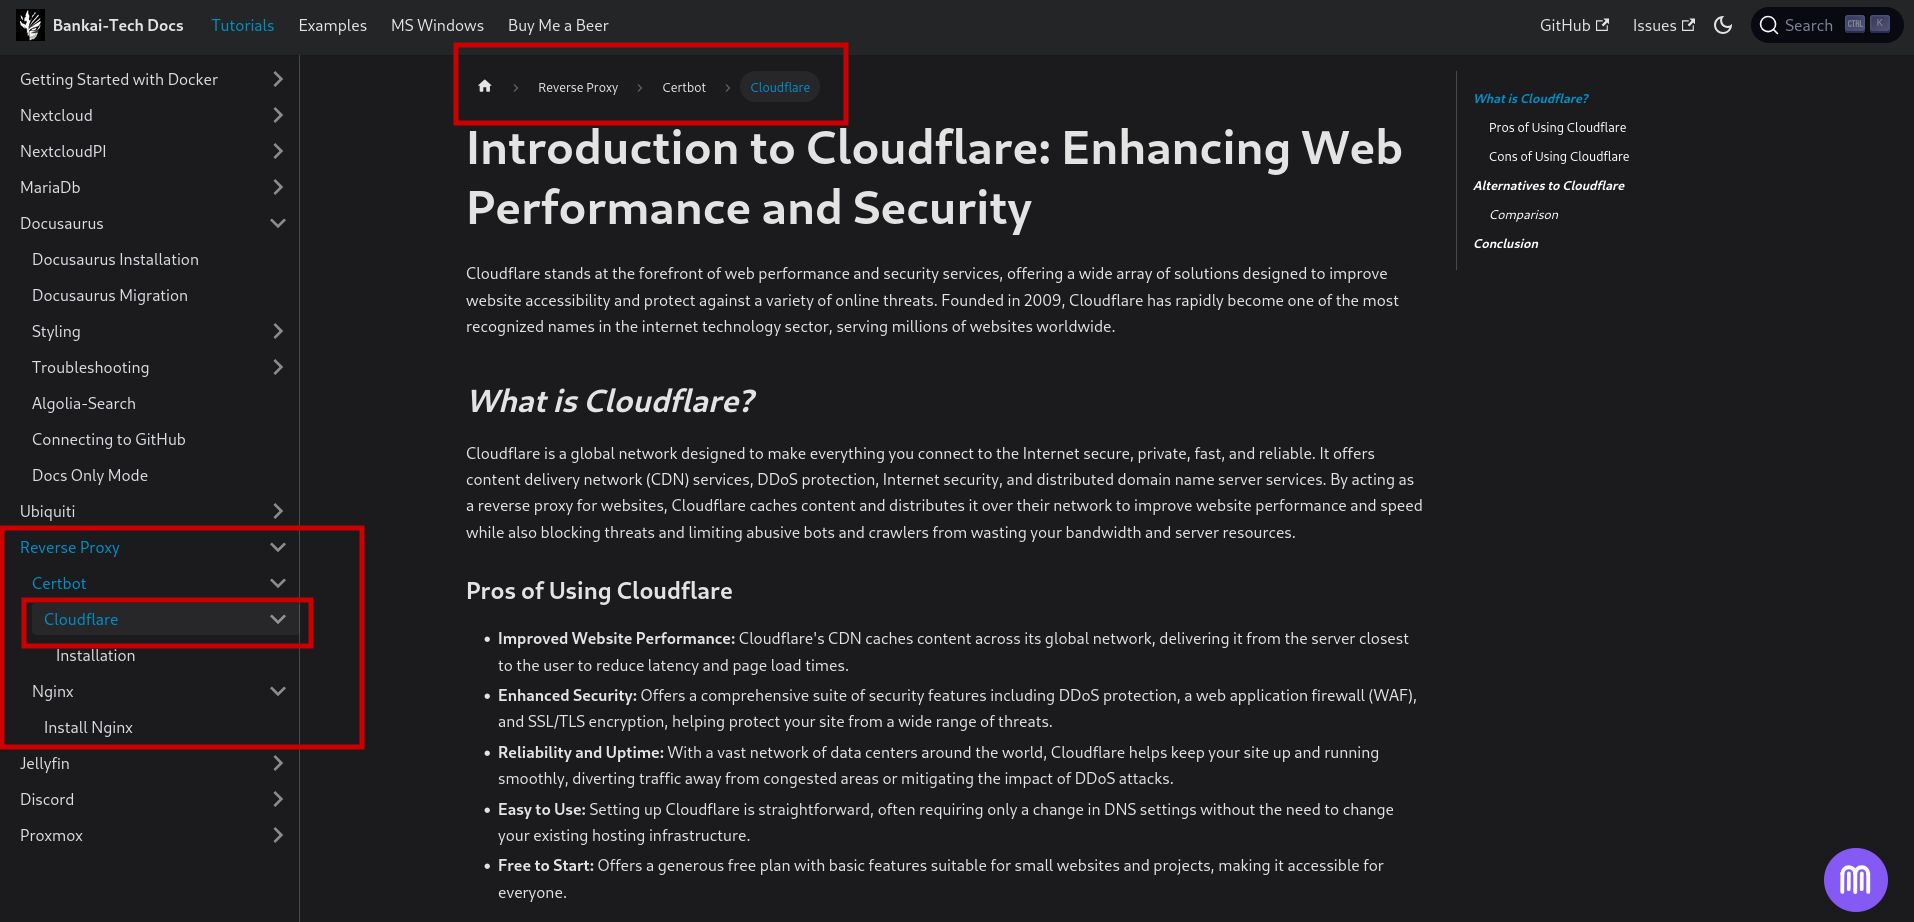 Bankai-Tech Docs Tutorials Examples MS Windows Buy Me a Beer GitHub Issues Search CTRL K
Getting Started with Docker
Nextcloud
NextcloudPI
MariaDb
Docusaurus
Docusaurus Installation
Docusaurus Migration
Styling
Troubleshooting
Algolia-Search
Connecting to GitHub
Docs Only Mode
Ubiquiti
Reverse Proxy
Certbot
Cloudflare
Installation
Nginx
Install Nginx
Jellyfin
Discord
Proxmox
Reverse Proxy Certbot Cloudflare
Introduction to Cloudflare: Enhancing Web
Performance and Security
Cloudflare stands at the forefront of web performance and security services, offering a wide array of solutions designed to improve
website accessibility and protect against a variety of online threats. Founded in 2009, Cloudflare has rapidly become one of the most
recognized names in the internet technology sector, serving millions of websites worldwide.
What is Cloudflare?
Cloudflare is a global network designed to make everything you connect to the Internet secure, private, fast, and reliable. It offers
content delivery network (CDN) services, DDoS protection, Internet security, and distributed domain name server services. By acting as
a reverse proxy for websites, Cloudflare caches content and distributes it over their network to improve website performance and speed
while also blocking threats and limiting abusive bots and crawlers from wasting your bandwidth and server resources.
Pros of Using Cloudflare
• Improved Website Performance: Cloudflare's CDN caches content across its global network, delivering it from the server closest
to the user to reduce latency and page load times.
• Enhanced Security: Offers a comprehensive suite of security features including DDoS protection, a web application firewall (WAF),
and SSL/TLS encryption, helping protect your site from a wide range of threats.
• Reliability and Uptime: With a vast network of data centers around the world, Cloudflare helps keep your site up and running
smoothly, diverting traffic away from congested areas or mitigating the impact of DDoS attacks.
• Easy to Use: Setting up Cloudflare is straightforward, often requiring only a change in DNS settings without the need to change
your existing hosting infrastructure.
• Free to Start: Offers a generous free plan with basic features suitable for small websites and projects, making it accessible for
everyone.
What is Cloudflare?
Pros of Using Cloudflare
Cons of Using Cloudflare
Alternatives to Cloudflare
Comparison
Conclusion